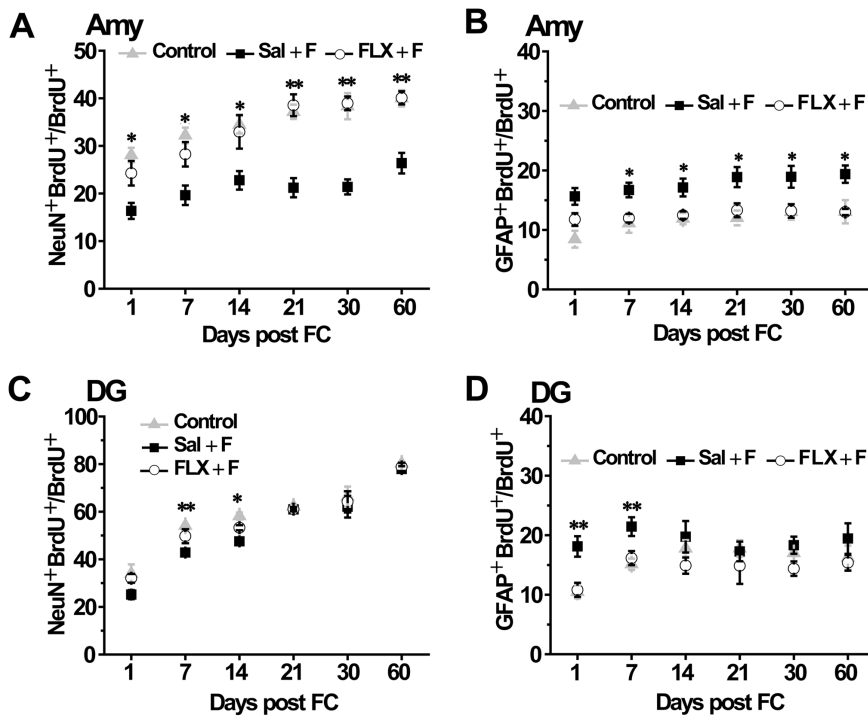 A Amy
Control Sal + F FLX + F
NeuN+BrdU+/BrdU+
50
40
30
20
10
0
* * * ** ** **
1 7 14 21 30 60
Days post FC
B Amy
Control Sal + F FLX + F
GFAP+BrdU+/BrdU+
40
30
20
10
0
* * * * *
1 7 14 21 30 60
Days post FC
C DG
Control
Sal + F
FLX + F
NeuN+BrdU+/BrdU+
100
80
60
40
20
0
** *
1 7 14 21 30 60
Days post FC
D DG
Control Sal + F FLX + F
GFAP+BrdU+/BrdU+
40
30
20
10
0
** **
1 7 14 21 30 60
Days post FC